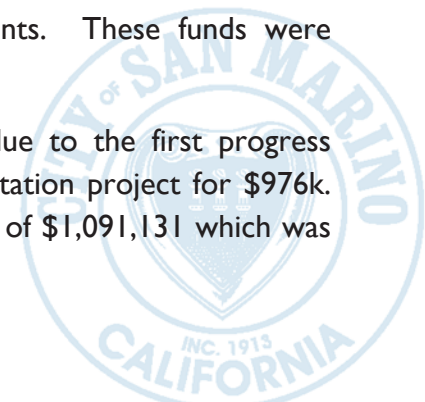 nts. These funds were
lue to the first progress
tation project for $976k.
of $1,091,131 which was
CITY OF SAN MARINO
INC. 1913
CALIFORNIA